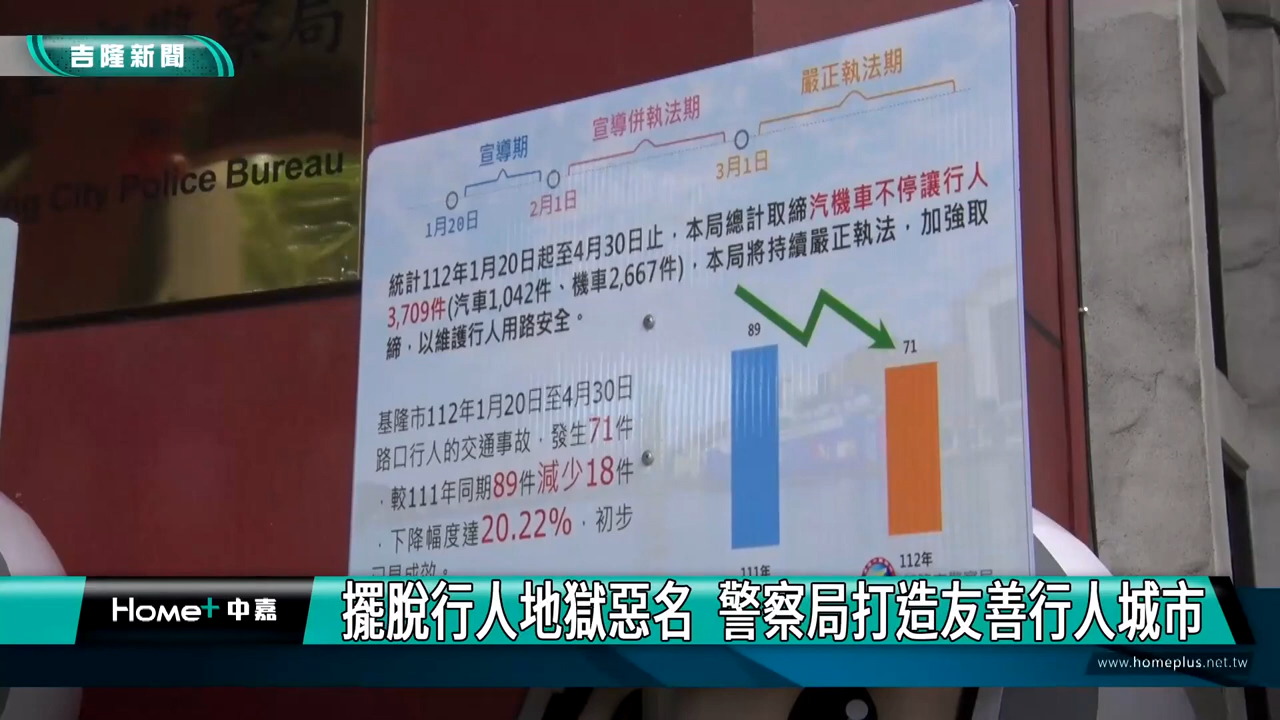 吉隆新聞
警察局
City Police Bureau
宣導期
宣導併執法期
嚴正執法期
1月20日
2月1日
3月1日
統計112年1月20日起至4月30日止，本局總計取締汽機車不停讓行人
3,709件(汽車1,042件、機車2,667件)，本局將持續嚴正執法，加強取
締，以維護行人用路安全。
89
71
基隆市112年1月20日至4月30日
路口行人的交通事故，發生71件
，較111年同期89件減少18件
，下降幅度達20.22%，初步
已見成效。
111年
112年
Home+中嘉
擺脫行人地獄惡名 警察局打造友善行人城市
www.homeplus.net.tw